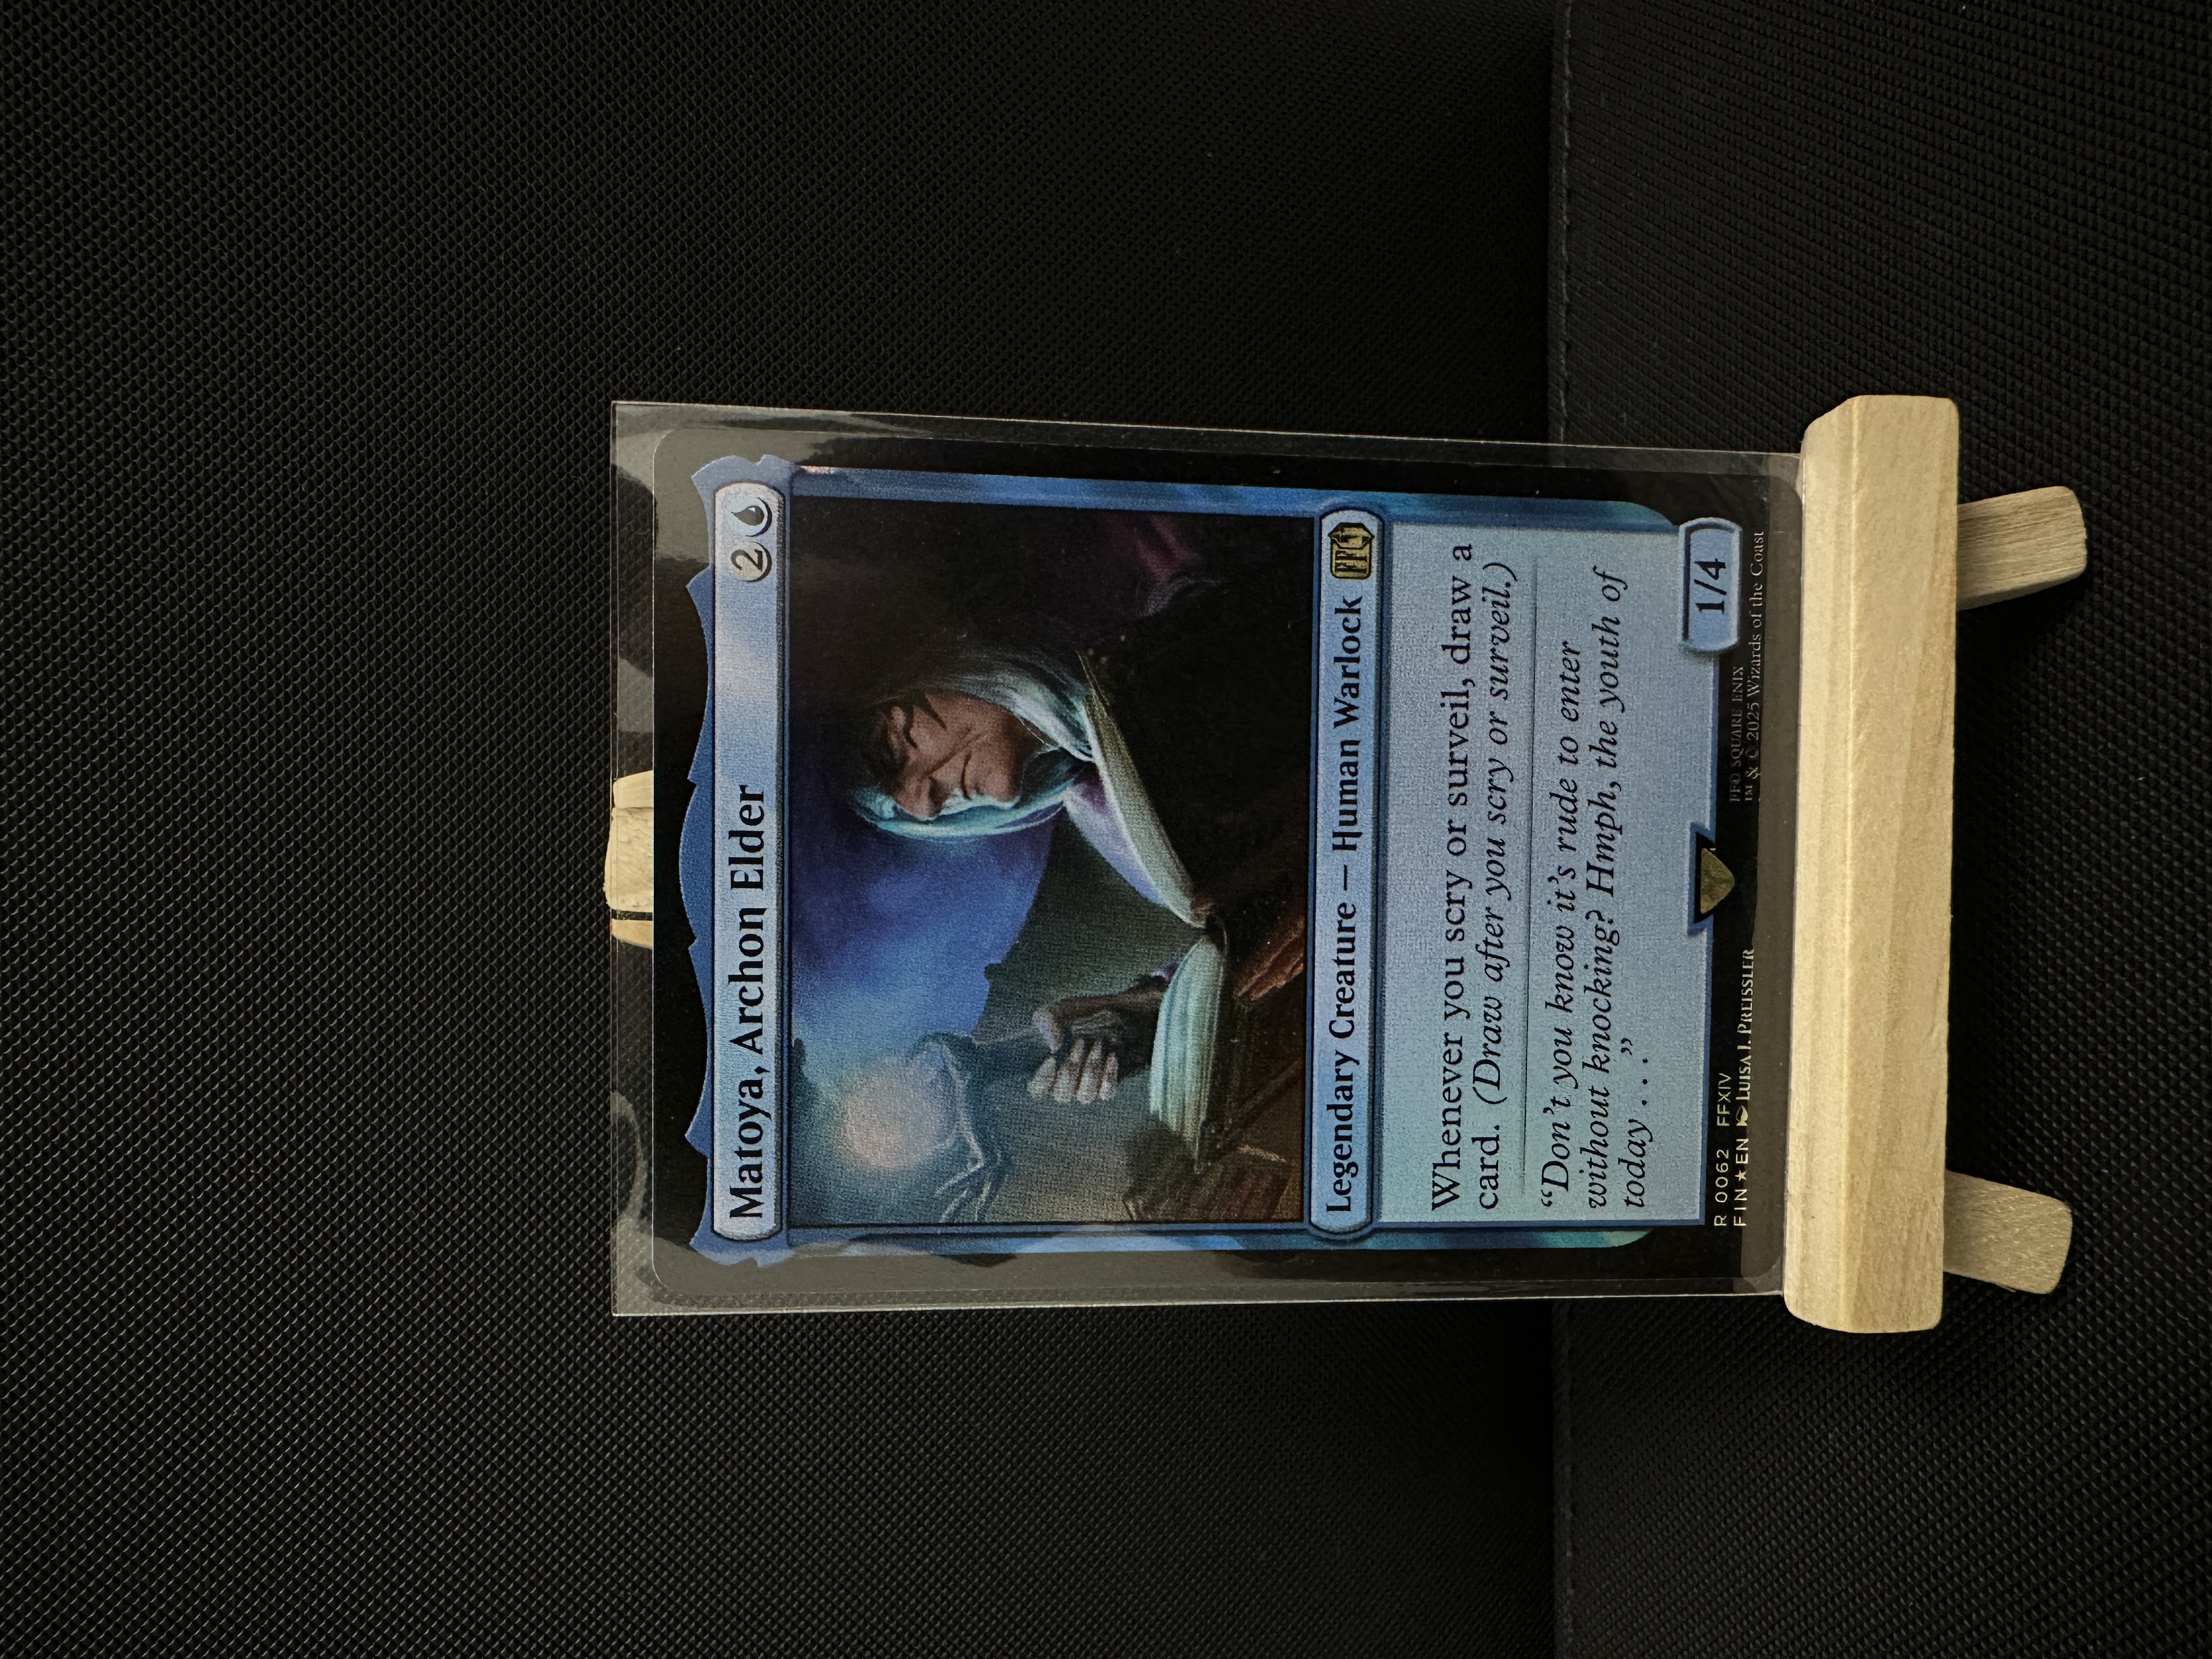 Matoya, Archon Elder 2
Legendary Creature — Human Warlock FF
Whenever you scry or surveil, draw a
card. (Draw after you scry or surveil.)
“Don’t you know it’s rude to enter
without knocking? Hmph, the youth of
today . . .”
1/4
R 0062 FFXIV
FIN★EN LUISA J. PREISSLER
FF© SQUARE ENIX
™ & © 2025 Wizards of the Coast